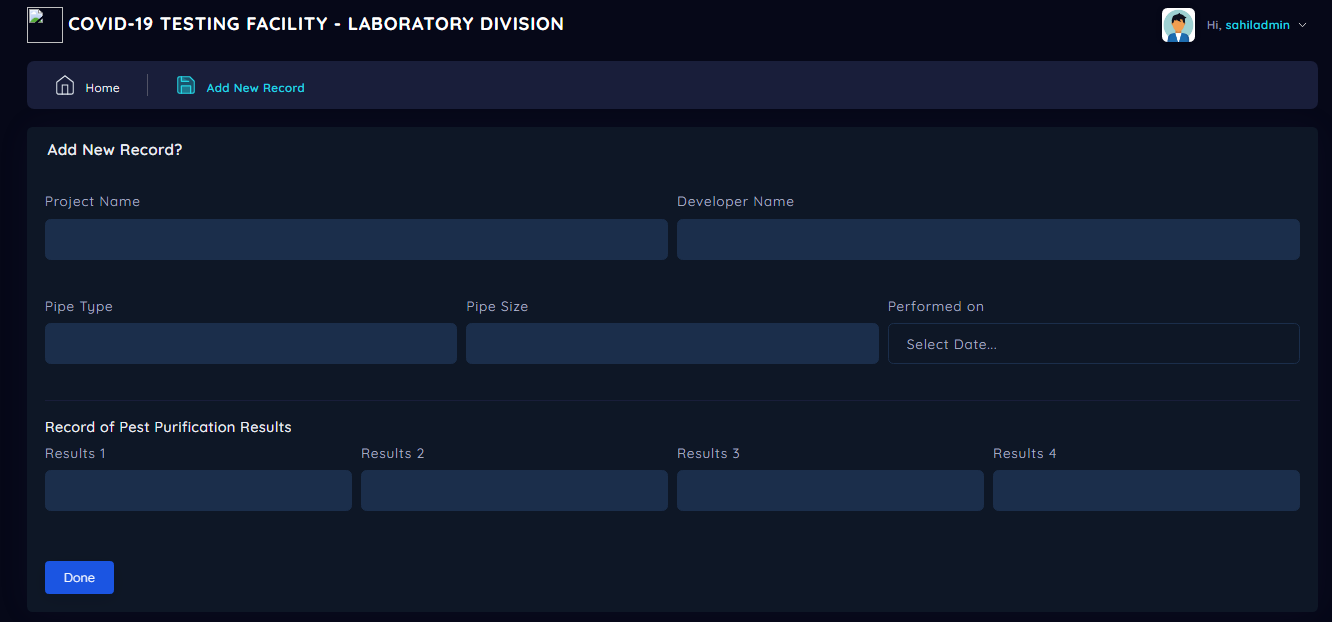 COVID-19 TESTING FACILITY - LABORATORY DIVISION
Hi, sahiladmin
Home
Add New Record
Add New Record?
Project Name
Developer Name
Pipe Type
Pipe Size
Performed on
Select Date...
Record of Pest Purification Results
Results 1
Results 2
Results 3
Results 4
Done